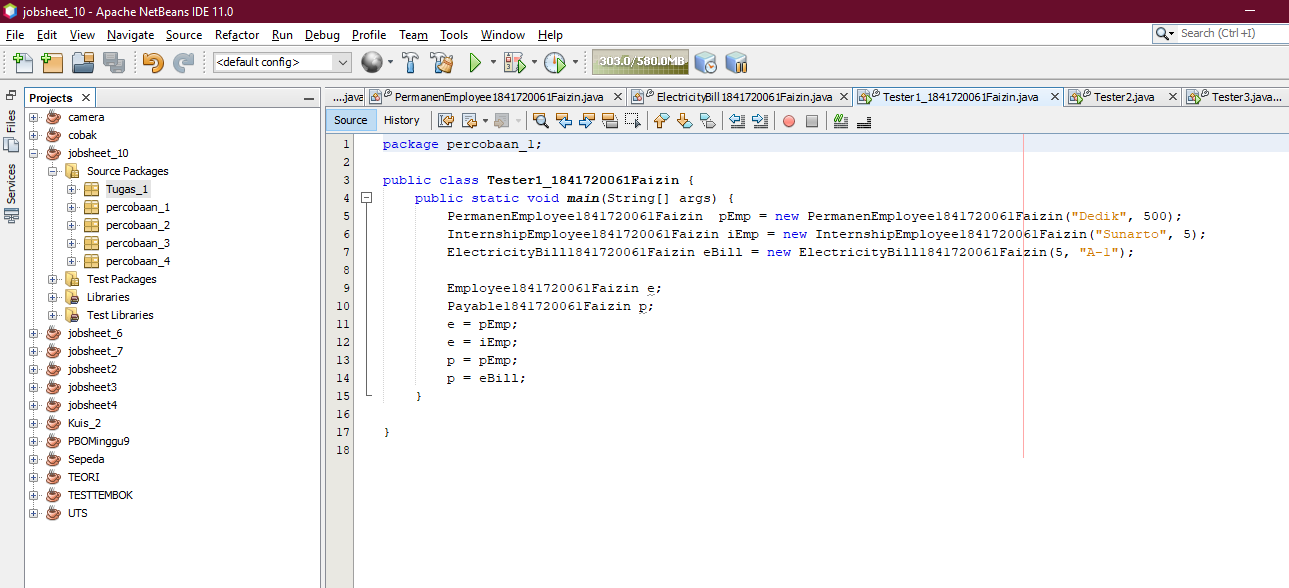 jobsheet_10 - Apache NetBeans IDE 11.0
File Edit View Navigate Source Refactor Run Debug Profile Team Tools Window Help
Search (Ctrl+I)
<default config>
303.0/580.0MB
Projects
Files
Services
camera
cobak
jobsheet_10
Source Packages
Tugas_1
percobaan_1
percobaan_2
percobaan_3
percobaan_4
Test Packages
Libraries
Test Libraries
jobsheet_6
jobsheet_7
jobsheet2
jobsheet3
jobsheet4
Kuis_2
PBOMinggu9
Sepeda
TEORI
TESTTEMBOK
UTS
....java PermanenEmployee1841720061Faizin.java ElectricityBill1841720061Faizin.java Tester1_1841720061Faizin.java Tester2.java Tester3.java...
Source History
1 package percobaan_1;
2
3 public class Tester1_1841720061Faizin {
4 public static void main(String[] args) {
5 PermanenEmployee1841720061Faizin pEmp = new PermanenEmployee1841720061Faizin("Dedik", 500);
6 InternshipEmployee1841720061Faizin iEmp = new InternshipEmployee1841720061Faizin("Sunarto", 5);
7 ElectricityBill1841720061Faizin eBill = new ElectricityBill1841720061Faizin(5, "A-1");
8
9 Employee1841720061Faizin e;
10 Payable1841720061Faizin p;
11 e = pEmp;
12 e = iEmp;
13 p = pEmp;
14 p = eBill;
15 }
16
17 }
18